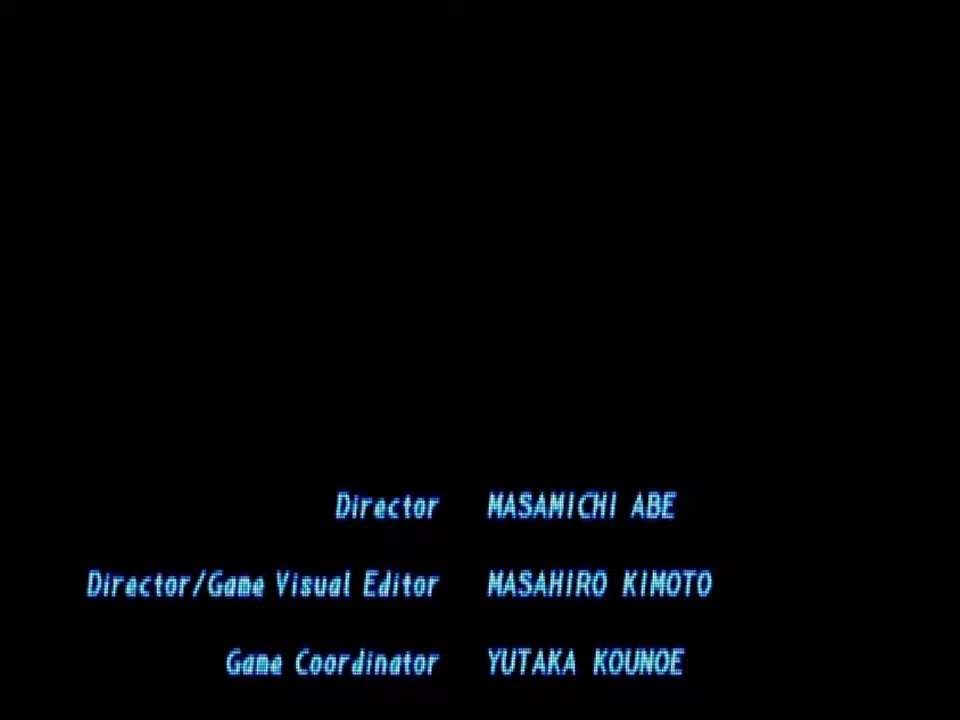 Director MASAMICHI ABE
Director/Game Visual Editor MASAHIRO KIMOTO
Game Coordinator YUTAKA KOUNOE